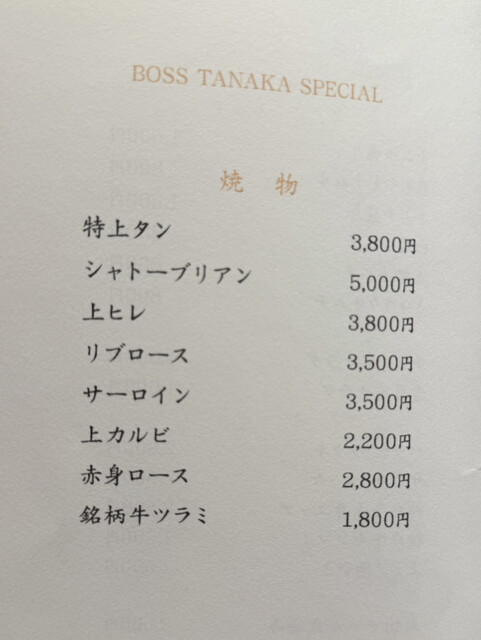 BOSS TANAKA SPECIAL
焼 物
特上タン 3,800円
シャトーブリアン 5,000円
上ヒレ 3,800円
リブロース 3,500円
サーロイン 3,500円
上カルビ 2,200円
赤身ロース 2,800円
銘柄牛ツラミ 1,800円